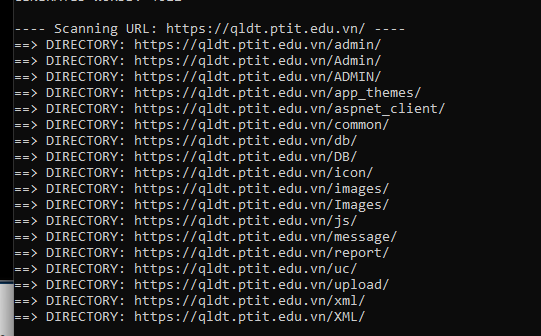 ---- Scanning URL: https://qldt.ptit.edu.vn/ ----
==> DIRECTORY: https://qldt.ptit.edu.vn/admin/
==> DIRECTORY: https://qldt.ptit.edu.vn/Admin/
==> DIRECTORY: https://qldt.ptit.edu.vn/ADMIN/
==> DIRECTORY: https://qldt.ptit.edu.vn/app_themes/
==> DIRECTORY: https://qldt.ptit.edu.vn/aspnet_client/
==> DIRECTORY: https://qldt.ptit.edu.vn/common/
==> DIRECTORY: https://qldt.ptit.edu.vn/db/
==> DIRECTORY: https://qldt.ptit.edu.vn/DB/
==> DIRECTORY: https://qldt.ptit.edu.vn/icon/
==> DIRECTORY: https://qldt.ptit.edu.vn/images/
==> DIRECTORY: https://qldt.ptit.edu.vn/Images/
==> DIRECTORY: https://qldt.ptit.edu.vn/js/
==> DIRECTORY: https://qldt.ptit.edu.vn/message/
==> DIRECTORY: https://qldt.ptit.edu.vn/report/
==> DIRECTORY: https://qldt.ptit.edu.vn/uc/
==> DIRECTORY: https://qldt.ptit.edu.vn/upload/
==> DIRECTORY: https://qldt.ptit.edu.vn/xml/
==> DIRECTORY: https://qldt.ptit.edu.vn/XML/